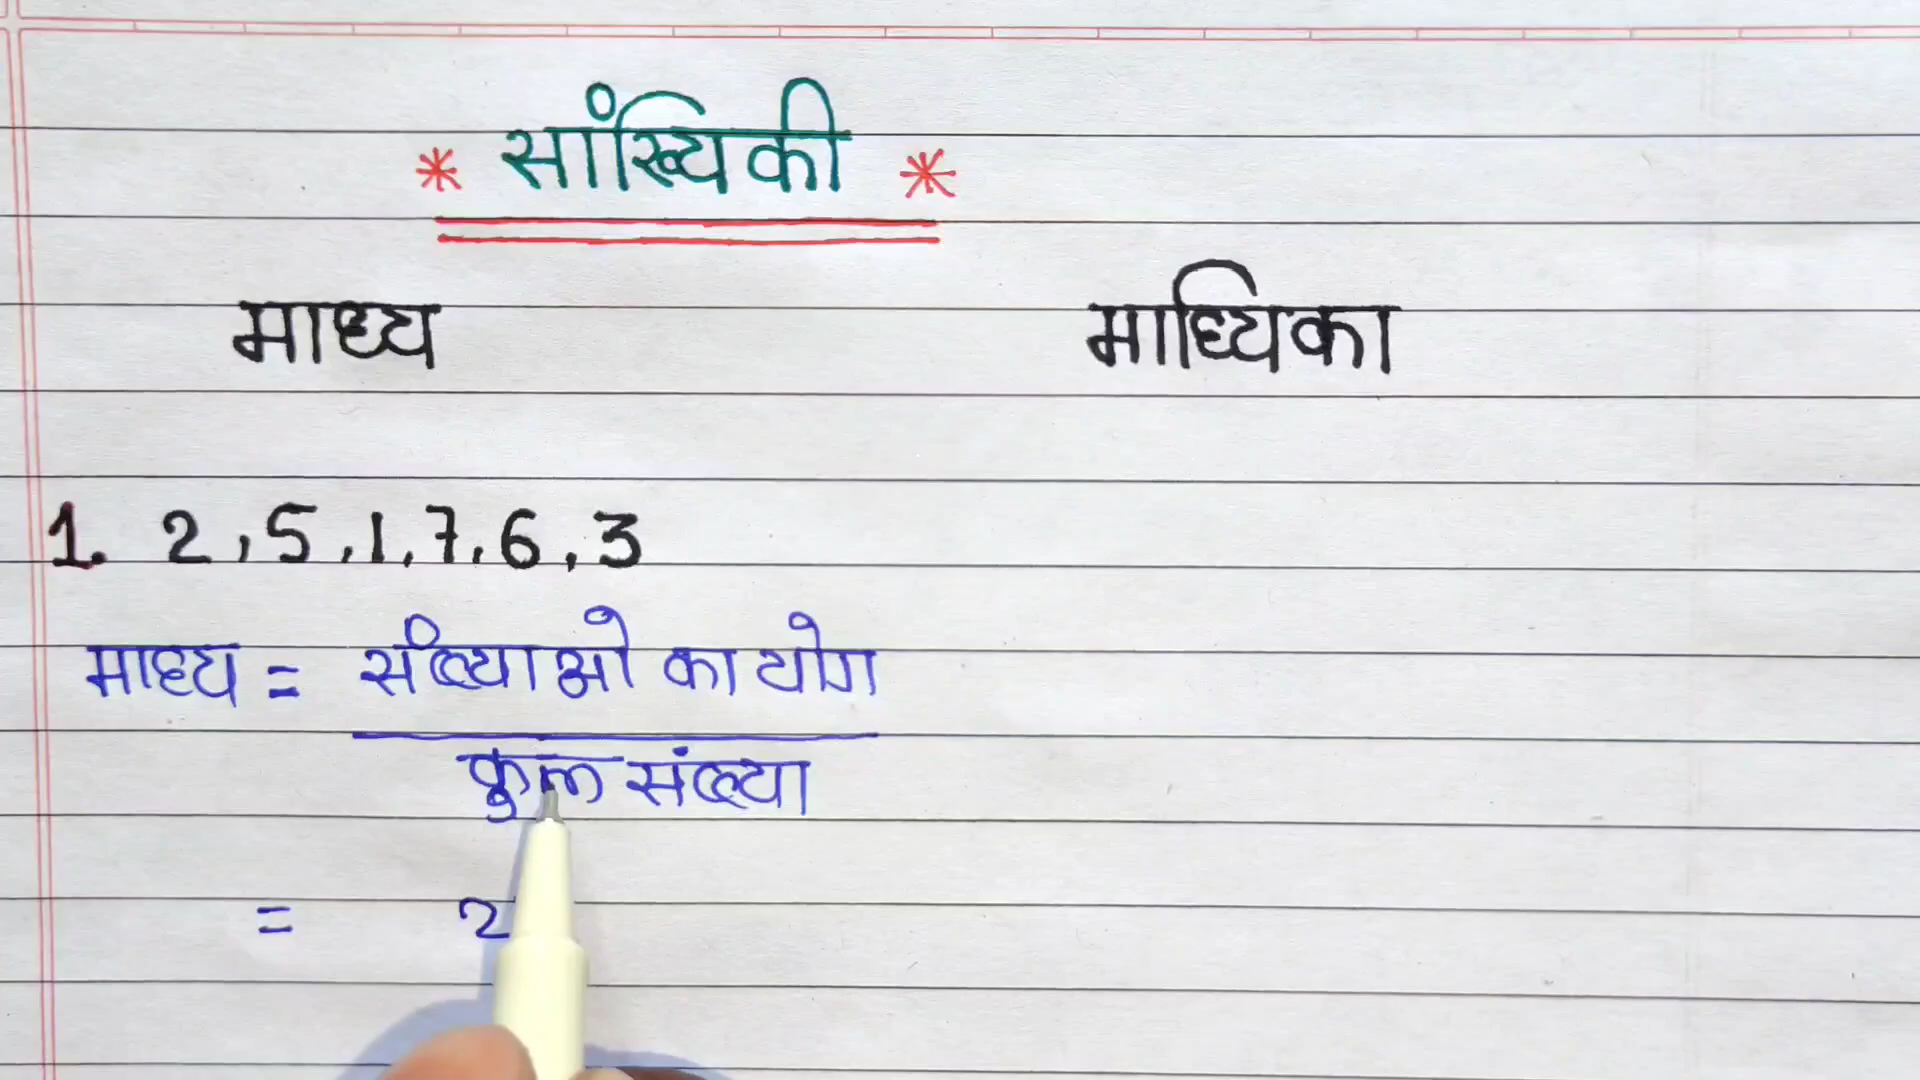 * सांख्यिकी *
माध्य माध्यिका
1. 2, 5, 1, 7, 6, 3
माध्य = संख्याओ का योग
कुल संख्या
= 2